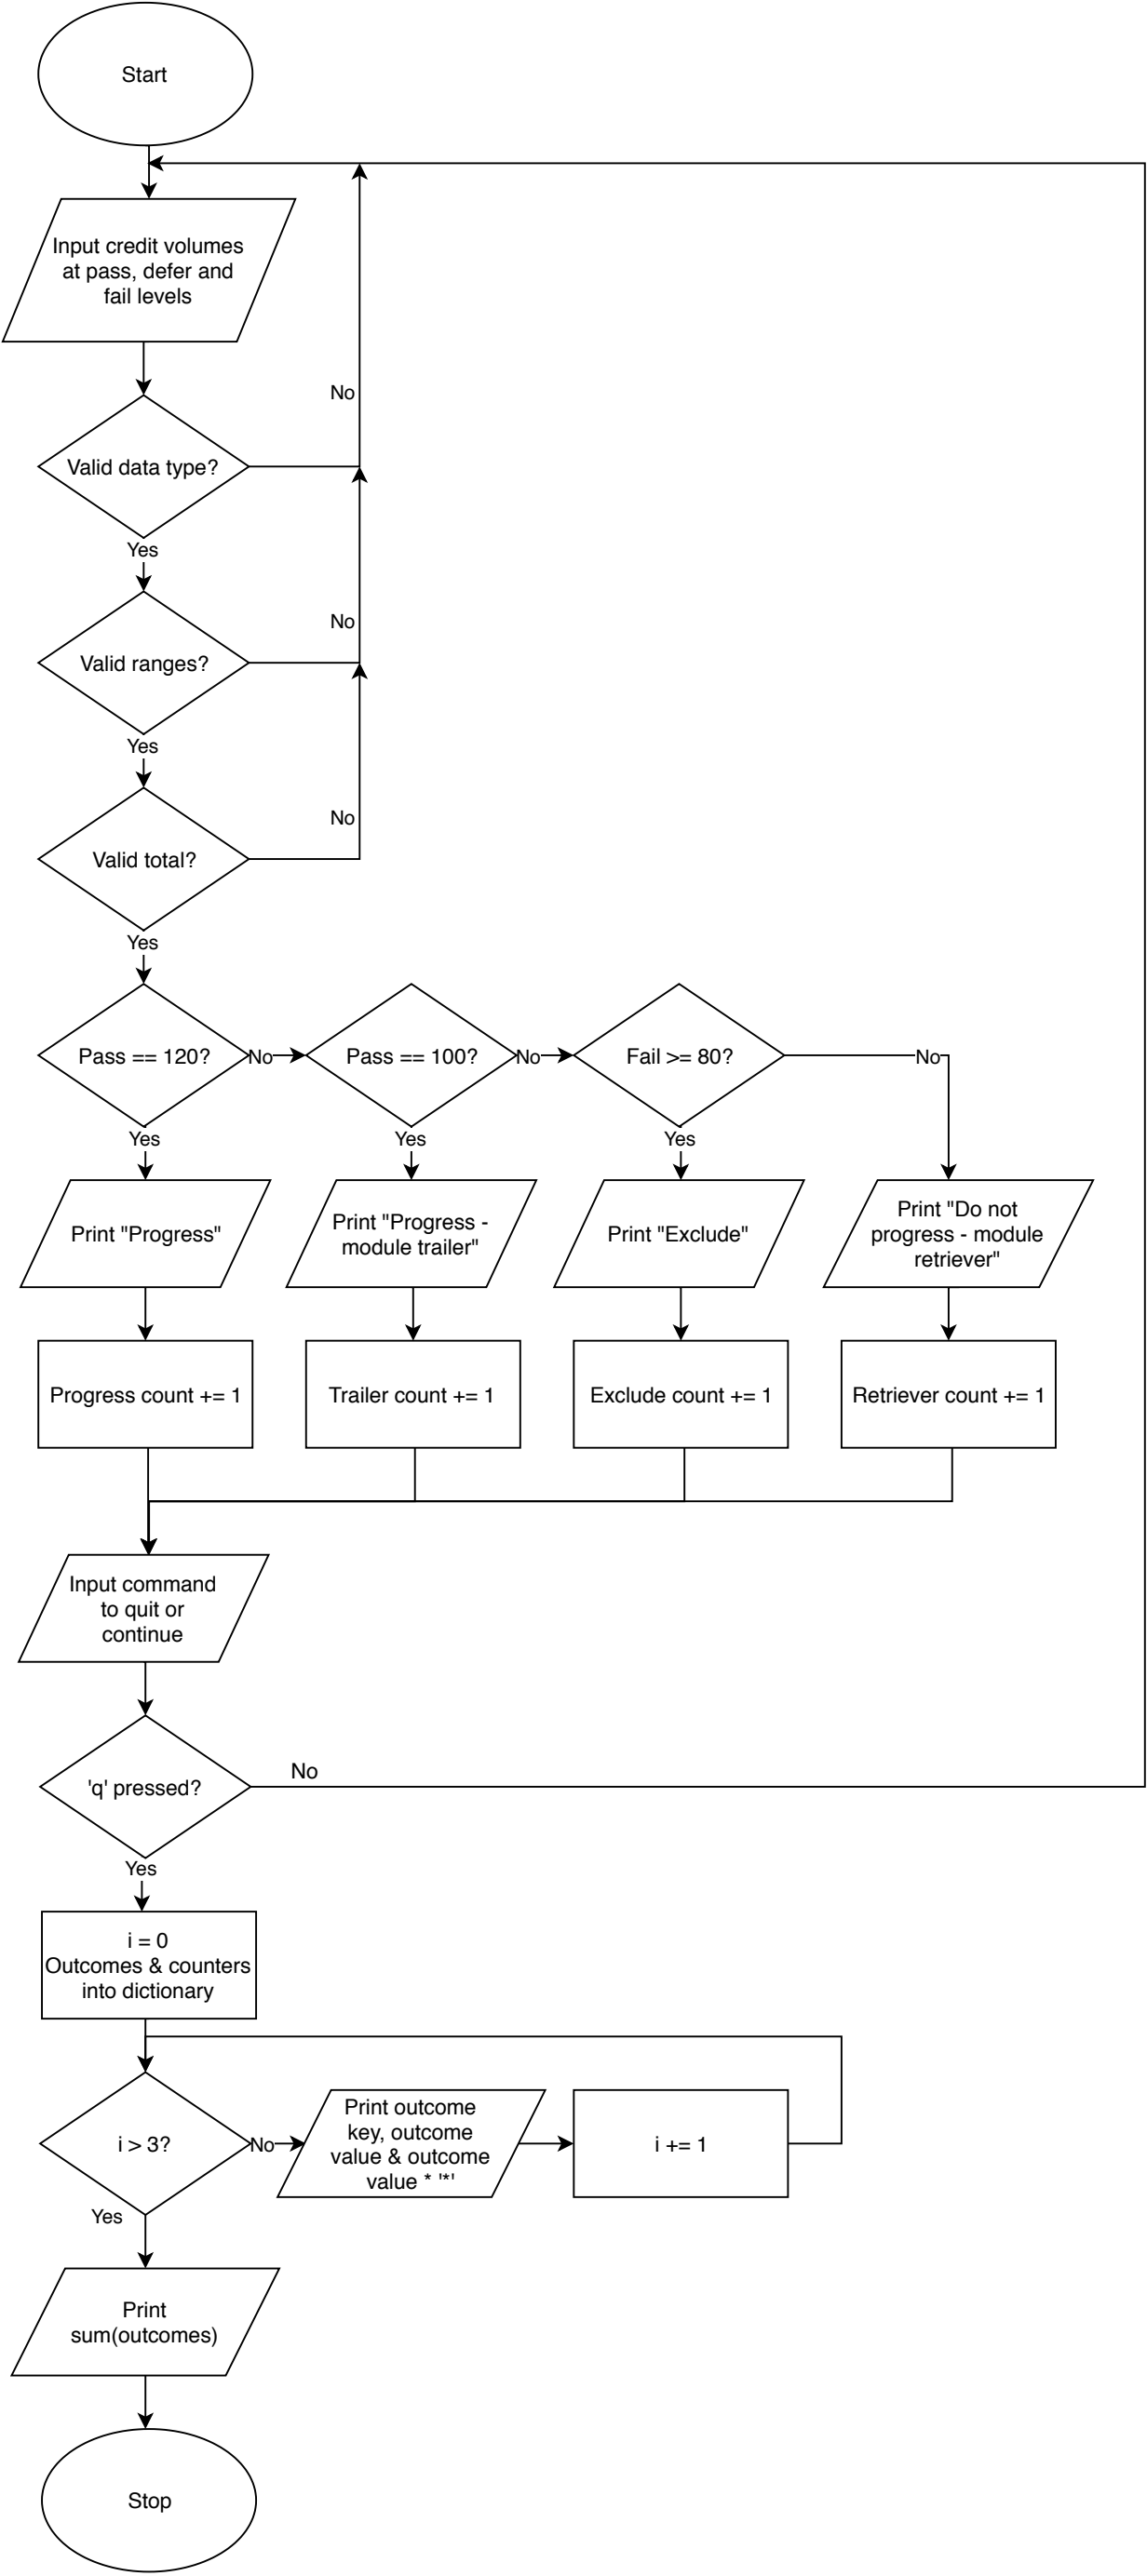 Start
Input credit volumes
at pass, defer and
fail levels
No
Valid data type?
Yes
No
Valid ranges?
Yes
No
Valid total?
Yes
Pass == 120?
No
Pass == 100?
No
Fail >= 80?
No
Yes
Yes
Yes
Print "Progress"
Print "Progress -
module trailer"
Print "Exclude"
Print "Do not
progress - module
retriever"
Progress count += 1
Trailer count += 1
Exclude count += 1
Retriever count += 1
Input command
to quit or
continue
'q' pressed?
No
Yes
i = 0
Outcomes & counters
into dictionary
i > 3?
No
Print outcome
key, outcome
value & outcome
value * '*'
i += 1
Yes
Print
sum(outcomes)
Stop